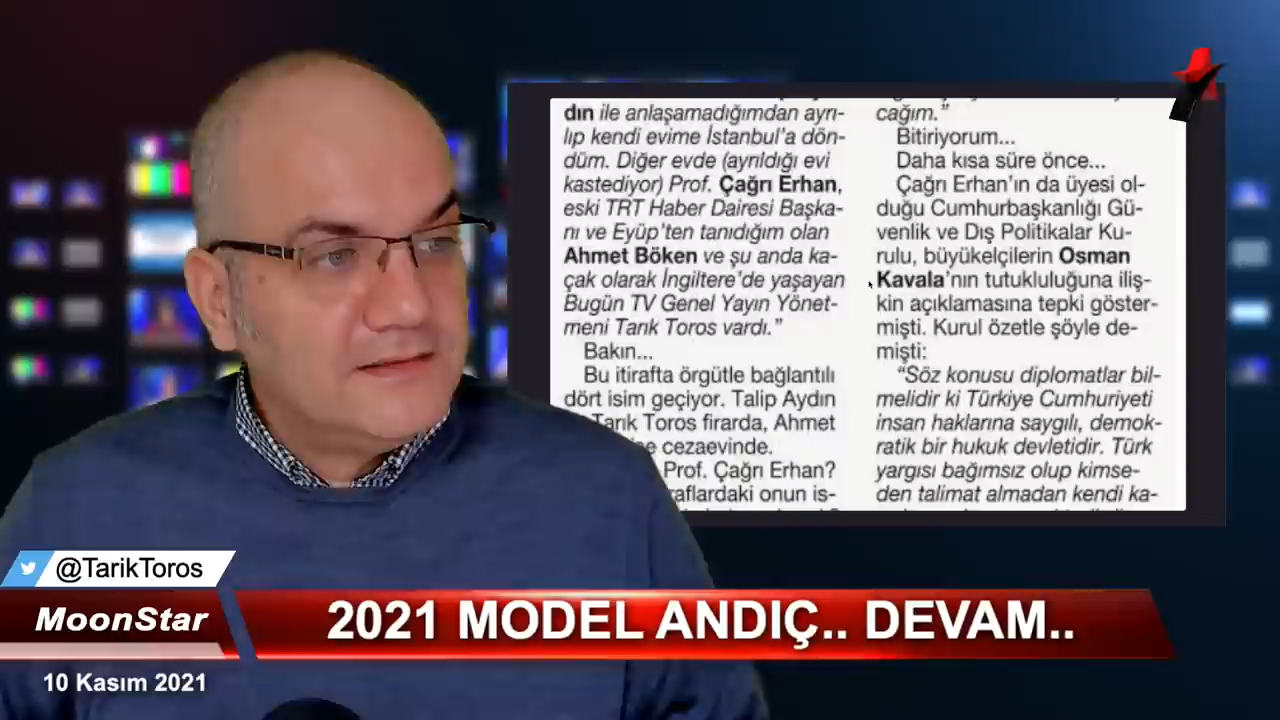 dın ile anlaşamadığımdan ayrı-
lıp kendi evime İstanbul'a dön-
düm. Diğer evde (ayrıldığı evi
kastediyor) Prof. Çağrı Erhan,
eski TRT Haber Dairesi Başka-
nı ve Eyüp'ten tanıdığım olan
Ahmet Böken ve şu anda ka-
çak olarak İngiltere'de yaşayan
Bugün TV Genel Yayın Yönet-
meni Tarık Toros vardı."
Bakın...
Bu itirafta örgütle bağlantılı
dört isim geçiyor. Talip Aydın
Tarık Toros firarda, Ahmet
cezaevinde.
Prof. Çağrı Erhan?
raflardaki onun is-
cağım."
Bitiriyorum...
Daha kısa süre önce...
Çağrı Erhan'ın da üyesi ol-
duğu Cumhurbaşkanlığı Gü-
venlik ve Dış Politikalar Ku-
rulu, büyükelçilerin Osman
Kavala'nın tutukluluğuna iliş-
kin açıklamasına tepki göster-
mişti. Kurul özetle şöyle de-
mişti:
"Söz konusu diplomatlar bil-
melidir ki Türkiye Cumhuriyeti
insan haklarına saygılı, demok-
ratik bir hukuk devletidir. Türk
yargısı bağımsız olup kimse-
den talimat almadan kendi ka-
@TarikToros
MoonStar
2021 MODEL ANDIÇ.. DEVAM..
10 Kasım 2021